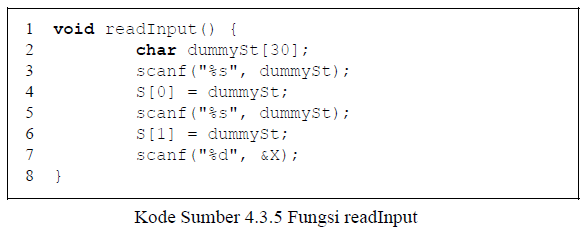 1 void readInput() {
2 char dummySt[30];
3 scanf("%s", dummySt);
4 S[0] = dummySt;
5 scanf("%s", dummySt);
6 S[1] = dummySt;
7 scanf("%d", &X);
8 }
Kode Sumber 4.3.5 Fungsi readInput